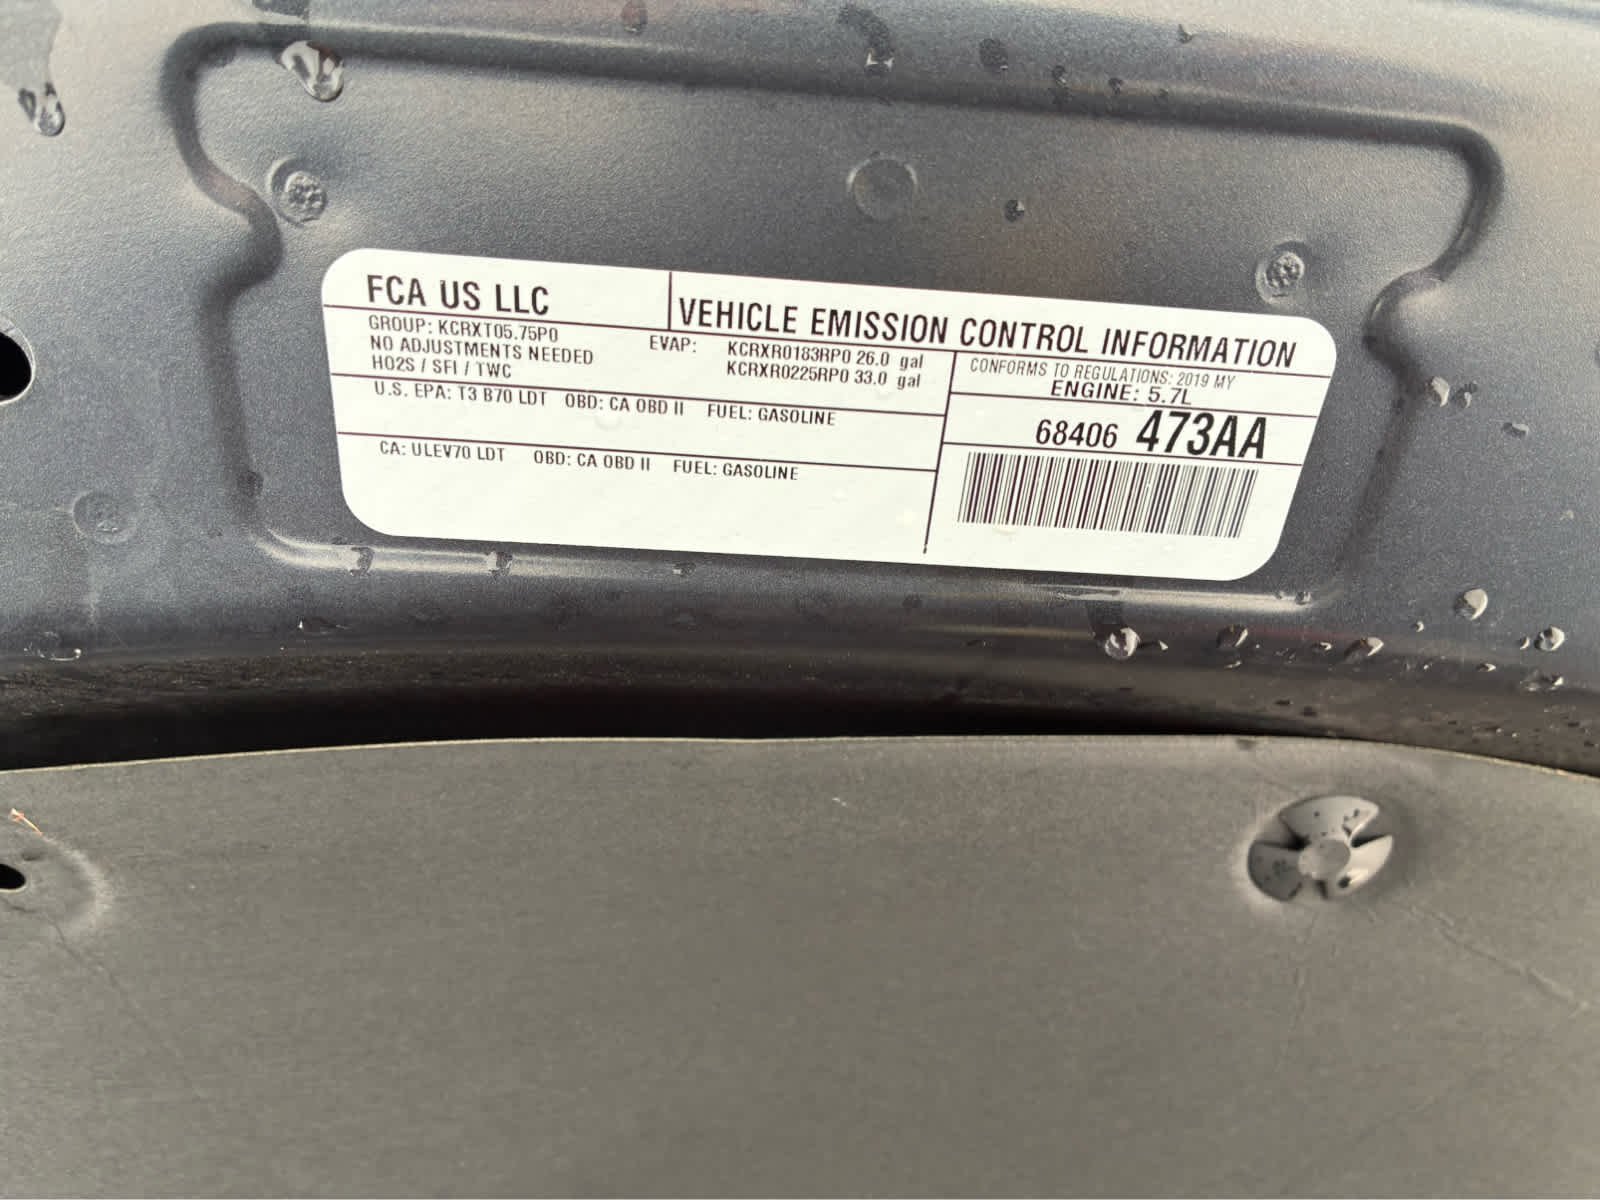 FCA US LLC
VEHICLE EMISSION CONTROL INFORMATION
GROUP: KCRXT05.75P0
NO ADJUSTMENTS NEEDED
HO2S / SFI / TWC
EVAP: KCRXR0183RP0 26.0 gal
KCRXR0225RP0 33.0 gal
CONFORMS TO REGULATIONS: 2019 MY
ENGINE: 5.7L
U.S. EPA: T3 B70 LDT OBD: CA OBD II FUEL: GASOLINE
68406 473AA
CA: ULEV70 LDT OBD: CA OBD II FUEL: GASOLINE